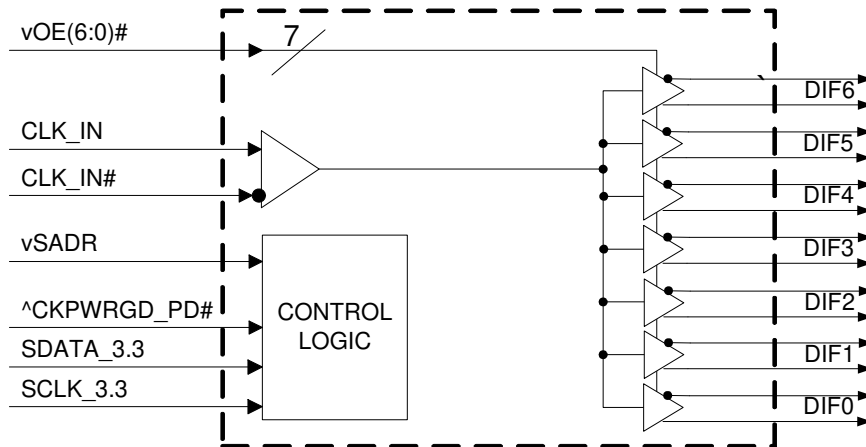 vOE(6:0)#
7
DIF6
CLK_IN
DIF5
CLK_IN#
DIF4
vSADR
DIF3
^CKPWRGD_PD#
CONTROL
LOGIC
DIF2
SDATA_3.3
DIF1
SCLK_3.3
DIF0